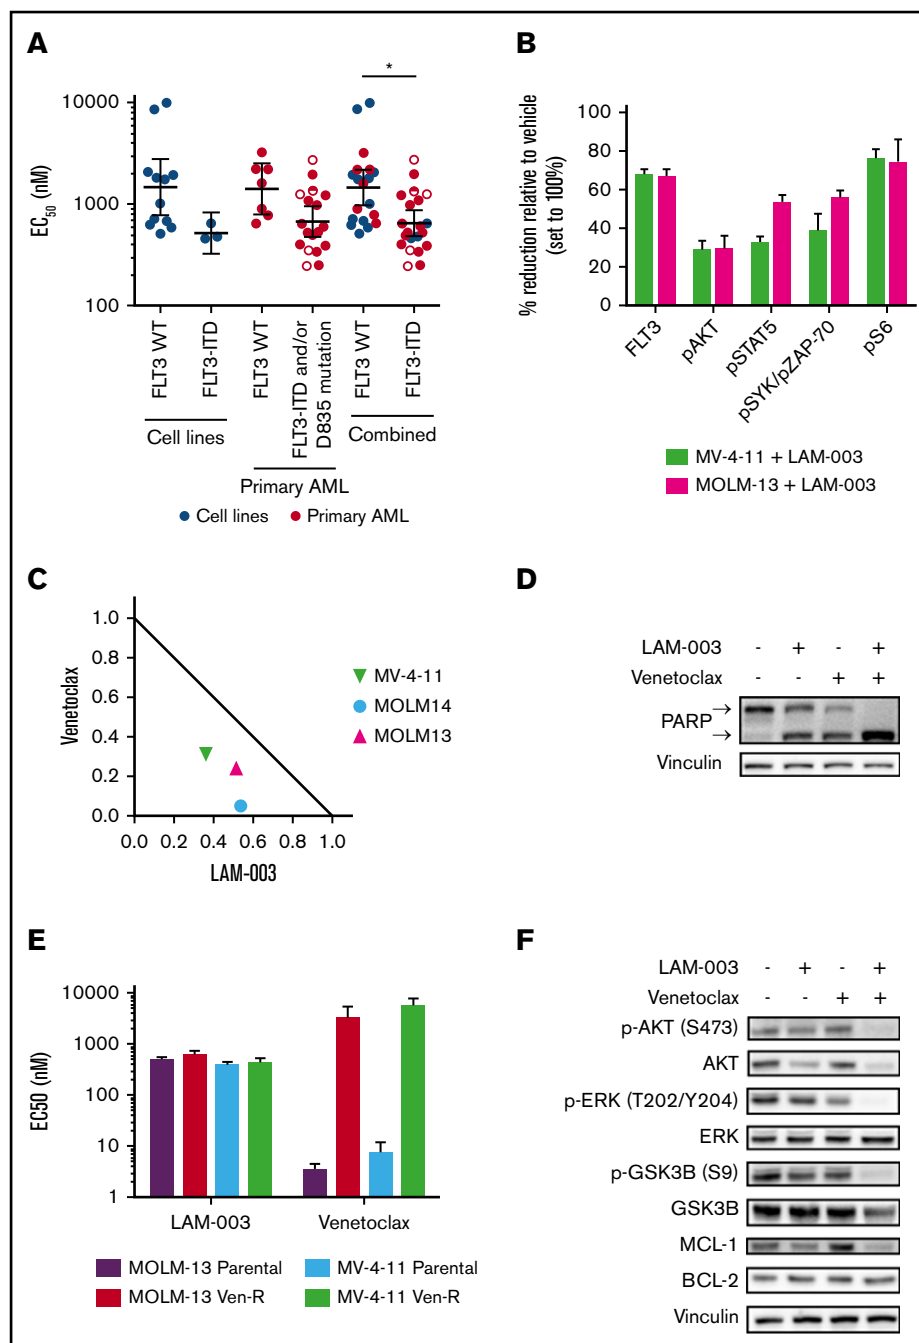 A
*
10000
1000
100
EC50 (nM)
FLT3 WT
FLT3-ITD
FLT3 WT
FLT3-ITD and/or
D835 mutation
FLT3 WT
FLT3-ITD
Cell lines
Combined
Primary AML
Cell lines
Primary AML
B
% reduction relative to vehicle
(set to 100%)
100
80
60
40
20
0
FLT3
pAKT
pSTAT5
pSYK/pZAP-70
pS6
MV-4-11 + LAM-003
MOLM-13 + LAM-003
C
Venetoclax
1.0
0.8
0.6
0.4
0.2
0.0
0.0 0.2 0.4 0.6 0.8 1.0
LAM-003
MV-4-11
MOLM14
MOLM13
D
LAM-003 - + - +
Venetoclax - - + +
PARP → →
Vinculin
E
EC50 (nM)
10000
1000
100
10
1
LAM-003 Venetoclax
MOLM-13 Parental
MV-4-11 Parental
MOLM-13 Ven-R
MV-4-11 Ven-R
F
LAM-003 - + - +
Venetoclax - - + +
p-AKT (S473)
AKT
p-ERK (T202/Y204)
ERK
p-GSK3B (S9)
GSK3B
MCL-1
BCL-2
Vinculin